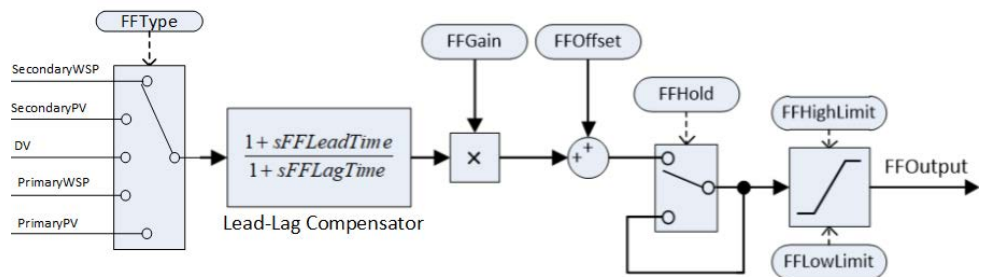 FFType
SecondaryWSP
SecondaryPV
DV
PrimaryWSP
PrimaryPV
1 + sFFLeadTime
1 + sFFLagTime
Lead-Lag Compensator
FFGain
×
FFOffset
+ +
FFHold
FFHighLimit
FFLowLimit
FFOutput